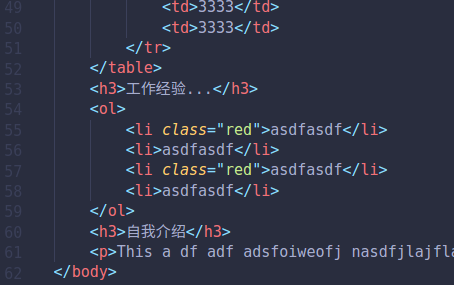 49 <td>3333</td>
50 <td>3333</td>
51 </tr>
52 </table>
53 <h3>工作经验...</h3>
54 <ol>
55 <li class="red">asdfasdf</li>
56 <li>asdfasdf</li>
57 <li class="red">asdfasdf</li>
58 <li>asdfasdf</li>
59 </ol>
60 <h3>自我介绍</h3>
61 <p>This a df adf adsfoiweofj nasdfjlajfla
62 </body>